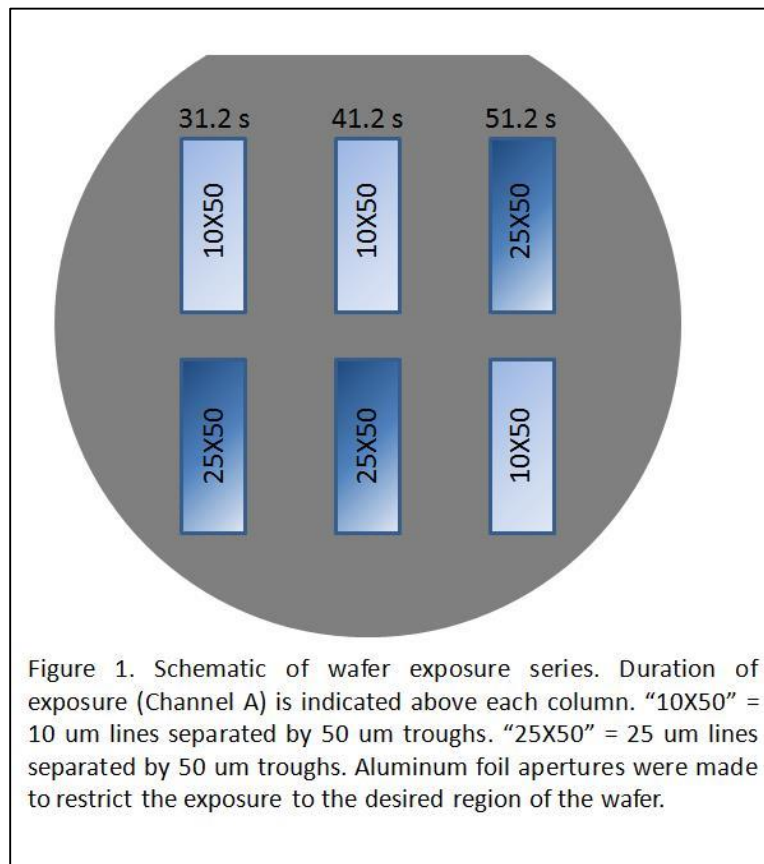 31.2 s 41.2 s 51.2 s
10X50 10X50 25X50
25X50 25X50 10X50
Figure 1. Schematic of wafer exposure series. Duration of
exposure (Channel A) is indicated above each column. “10X50” =
10 um lines separated by 50 um troughs. “25X50” = 25 um lines
separated by 50 um troughs. Aluminum foil apertures were made
to restrict the exposure to the desired region of the wafer.